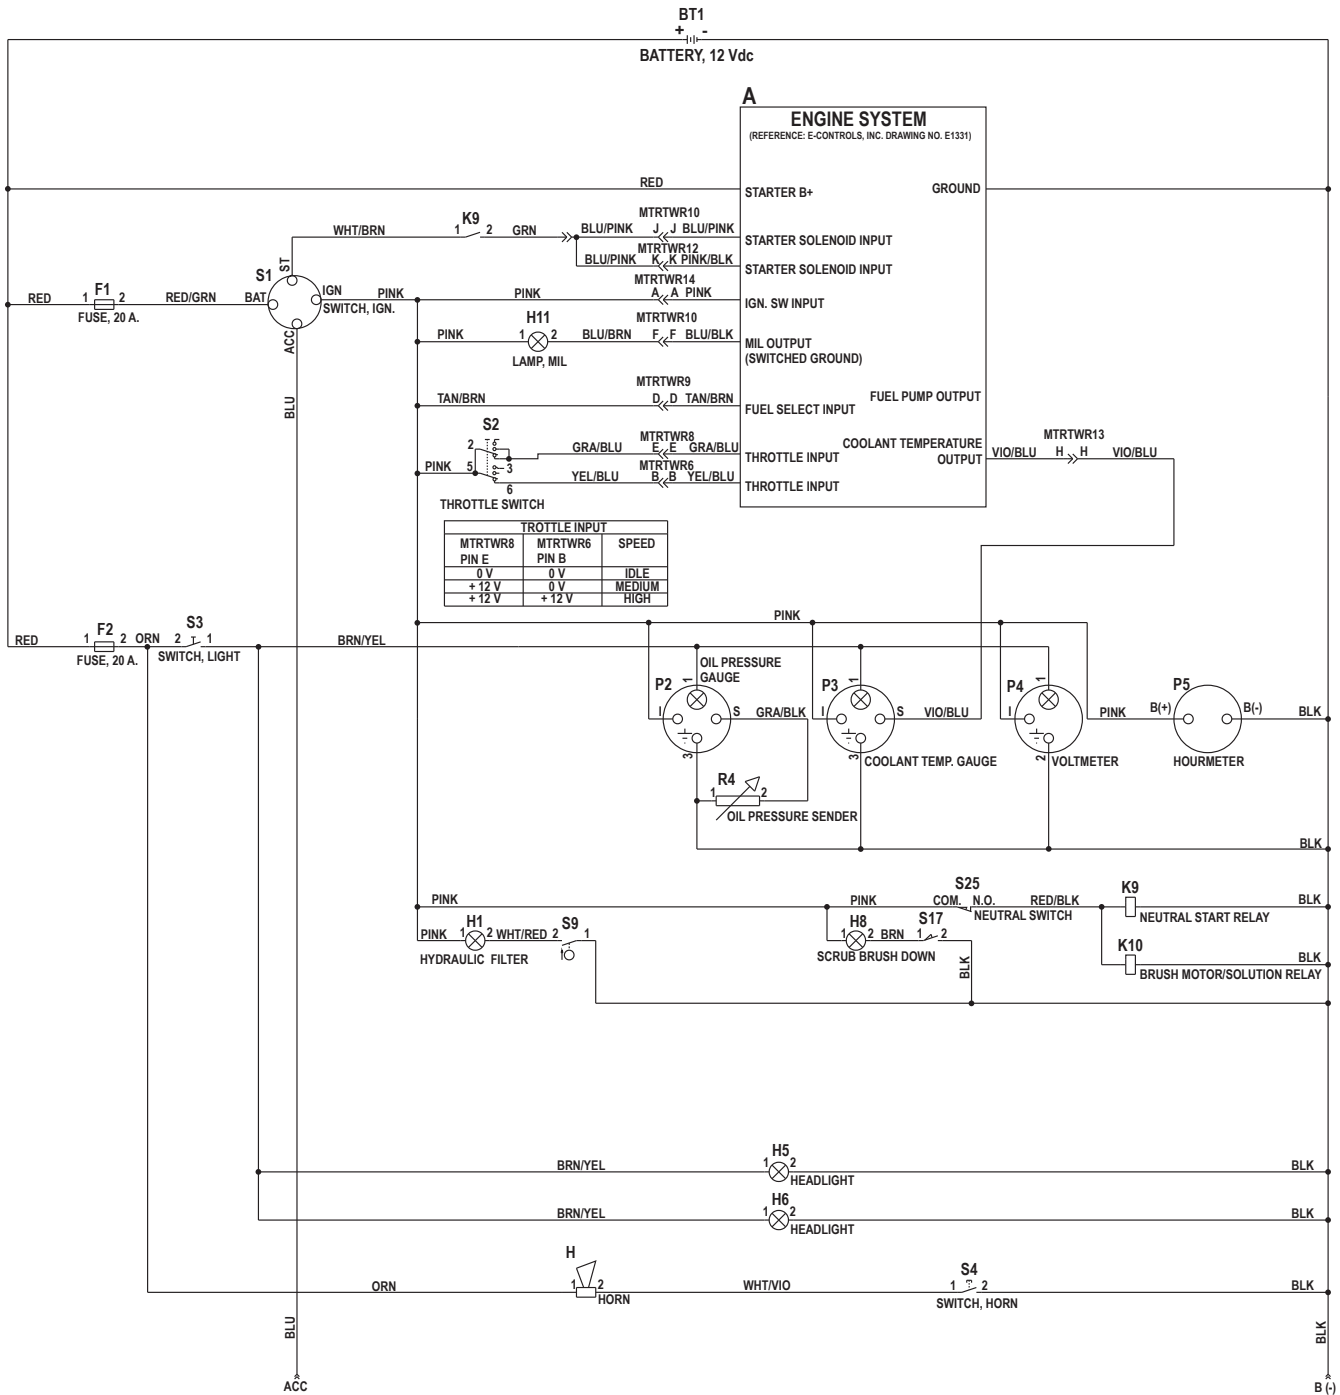 BT1
+ -
BATTERY, 12 Vdc
A
ENGINE SYSTEM
(REFERENCE: E-CONTROLS, INC. DRAWING NO. E1331)
RED
STARTER B+
GROUND
K9
MTRTWR10
WHT/BRN
1 2
GRN
BLU/PINK
J J
BLU/PINK
STARTER SOLENOID INPUT
MTRTWR12
BLU/PINK
K K
PINK/BLK
STARTER SOLENOID INPUT
S1
ST
IGN
BAT
ACC
SWITCH, IGN.
RED
1 F1 2
FUSE, 20 A.
RED/GRN
PINK
PINK
MTRTWR14
A A
PINK
IGN. SW INPUT
H11
MTRTWR10
PINK
1 2
BLU/BRN
F F
BLU/BLK
LAMP, MIL
MIL OUTPUT
(SWITCHED GROUND)
BLU
MTRTWR9
TAN/BRN
D D
TAN/BRN
FUEL SELECT INPUT
FUEL PUMP OUTPUT
S2
2
GRA/BLU
MTRTWR8
E E
GRA/BLU
THROTTLE INPUT
COOLANT TEMPERATURE
OUTPUT
VIO/BLU
MTRTWR13
H H
VIO/BLU
PINK
5
3
6
YEL/BLU
MTRTWR6
B B
YEL/BLU
THROTTLE INPUT
THROTTLE SWITCH
TROTTLE INPUT
MTRTWR8 MTRTWR6 SPEED
PIN E PIN B
0 V 0 V IDLE
+ 12 V 0 V MEDIUM
+ 12 V + 12 V HIGH
PINK
RED
1 F2 2
FUSE, 20 A.
ORN
2 S3 1
SWITCH, LIGHT
BRN/YEL
OIL PRESSURE
GAUGE
P2
1
I
S
3
GRA/BLK
P3
1
I
S
3
VIO/BLU
COOLANT TEMP. GAUGE
P4
1
I
2
VOLTMETER
PINK
P5
B(+)
B(-)
HOURMETER
BLK
R4
1 2
OIL PRESSURE SENDER
BLK
PINK
PINK
S25
COM. N.O.
NEUTRAL SWITCH
RED/BLK
K9
NEUTRAL START RELAY
BLK
PINK
H1
1 2
WHT/RED
S9
2 1
HYDRAULIC FILTER
H8
1 2
BRN
S17
1 2
SCRUB BRUSH DOWN
BLK
K10
BRUSH MOTOR/SOLUTION RELAY
BLK
BRN/YEL
H5
1 2
HEADLIGHT
BLK
BRN/YEL
H6
1 2
HEADLIGHT
BLK
ORN
H
1 2
HORN
WHT/VIO
S4
1 2
SWITCH, HORN
BLK
BLU
BLK
ACC
B (-)